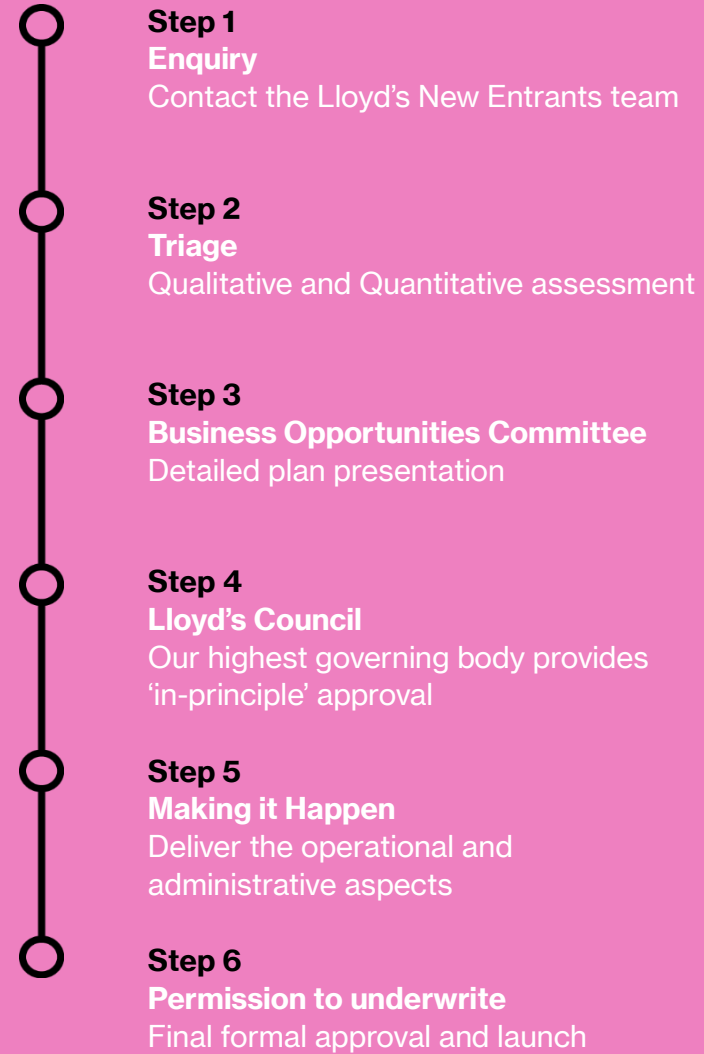 Step 1
Enquiry
Contact the Lloyd’s New Entrants team
Step 2
Triage
Qualitative and Quantitative assessment
Step 3
Business Opportunities Committee
Detailed plan presentation
Step 4
Lloyd’s Council
Our highest governing body provides
‘in-principle’ approval
Step 5
Making it Happen
Deliver the operational and
administrative aspects
Step 6
Permission to underwrite
Final formal approval and launch